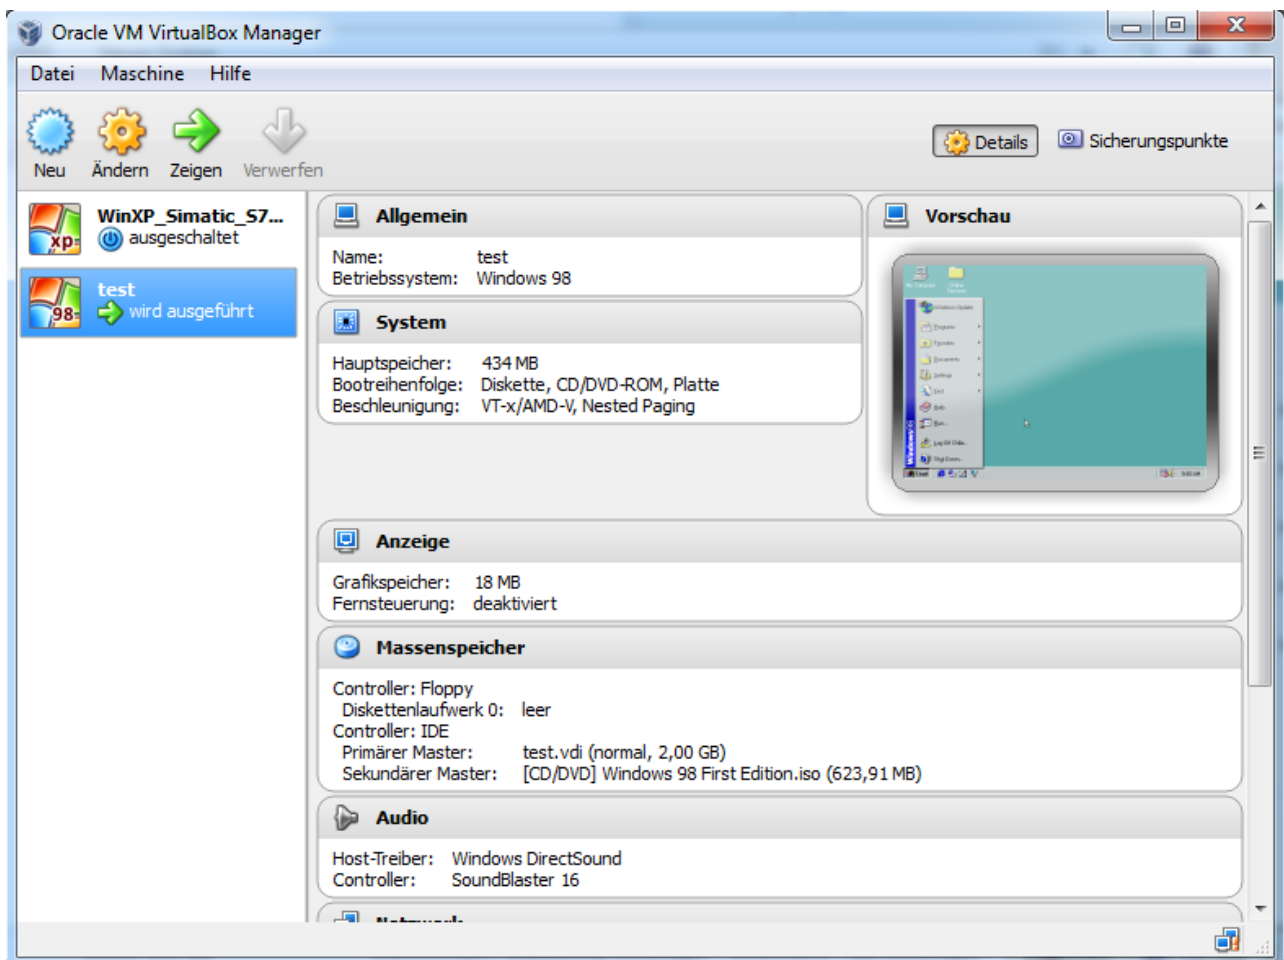 Oracle VM VirtualBox Manager
Datei Maschine Hilfe
Neu Ändern Zeigen Verwerfen
Details Sicherungspunkte
WinXP_Simatic_S7...
ausgeschaltet
test
wird ausgeführt
Allgemein
Name: test
Betriebssystem: Windows 98
System
Hauptspeicher: 434 MB
Bootreihenfolge: Diskette, CD/DVD-ROM, Platte
Beschleunigung: VT-x/AMD-V, Nested Paging
Vorschau
Anzeige
Grafikspeicher: 18 MB
Fernsteuerung: deaktiviert
Massenspeicher
Controller: Floppy
Diskettenlaufwerk 0: leer
Controller: IDE
Primärer Master: test.vdi (normal, 2,00 GB)
Sekundärer Master: [CD/DVD] Windows 98 First Edition.iso (623,91 MB)
Audio
Host-Treiber: Windows DirectSound
Controller: SoundBlaster 16
Netzwerk